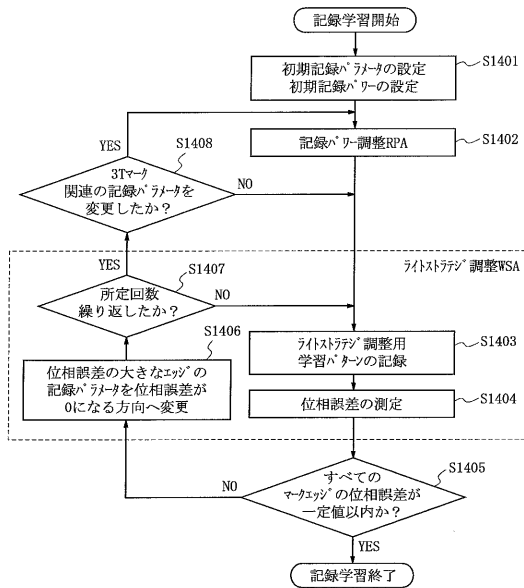 記録学習開始
初期記録ﾊﾟﾗﾒｰﾀの設定
初期記録ﾊﾟﾜｰの設定
S1401
記録ﾊﾟﾜｰ調整RPA
S1402
YES
S1408
3Tﾏｰｸ
関連の記録ﾊﾟﾗﾒｰﾀを
変更したか?
NO
YES
S1407
ﾗｲﾄｽﾄﾗﾃｼﾞ調整WSA
所定回数
繰り返したか?
NO
S1406
位相誤差の大きなｴｯｼﾞの
記録ﾊﾟﾗﾒｰﾀを位相誤差が
0になる方向へ変更
ﾗｲﾄｽﾄﾗﾃｼﾞ調整用
学習ﾊﾟﾀｰﾝの記録
S1403
位相誤差の測定
S1404
NO
すべての
ﾏｰｸｴｯｼﾞの位相誤差が
一定値以内か?
S1405
YES
記録学習終了